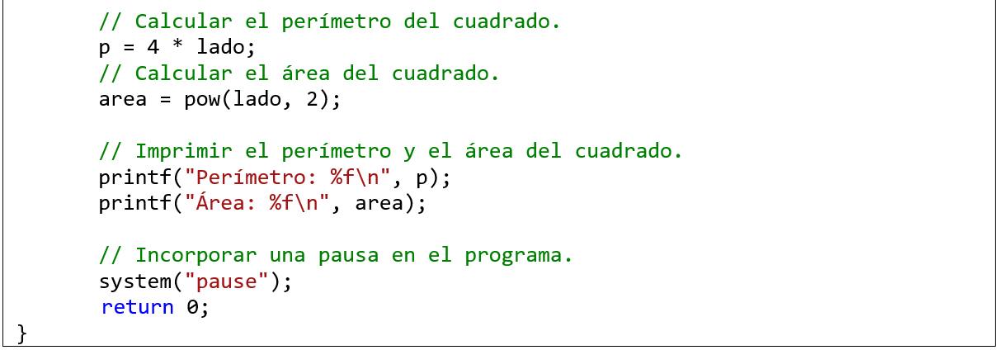 // Calcular el perímetro del cuadrado.
p = 4 * lado;
// Calcular el área del cuadrado.
area = pow(lado, 2);
// Imprimir el perímetro y el área del cuadrado.
printf("Perímetro: %f\n", p);
printf("Área: %f\n", area);
// Incorporar una pausa en el programa.
system("pause");
return 0;
}